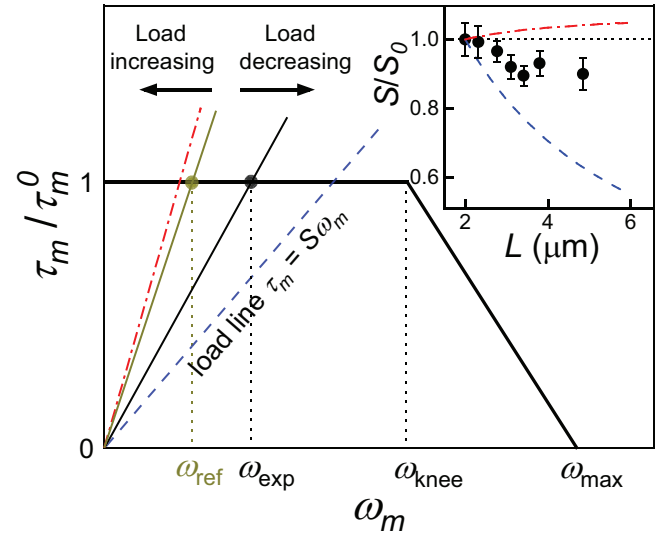 Load
increasing
Load
decreasing
τm / τm0
1
0
load line τm = Sωm
ωref
ωexp
ωknee
ωmax
ωm
S/S0
1.0
0.8
0.6
2
4
6
L (μm)